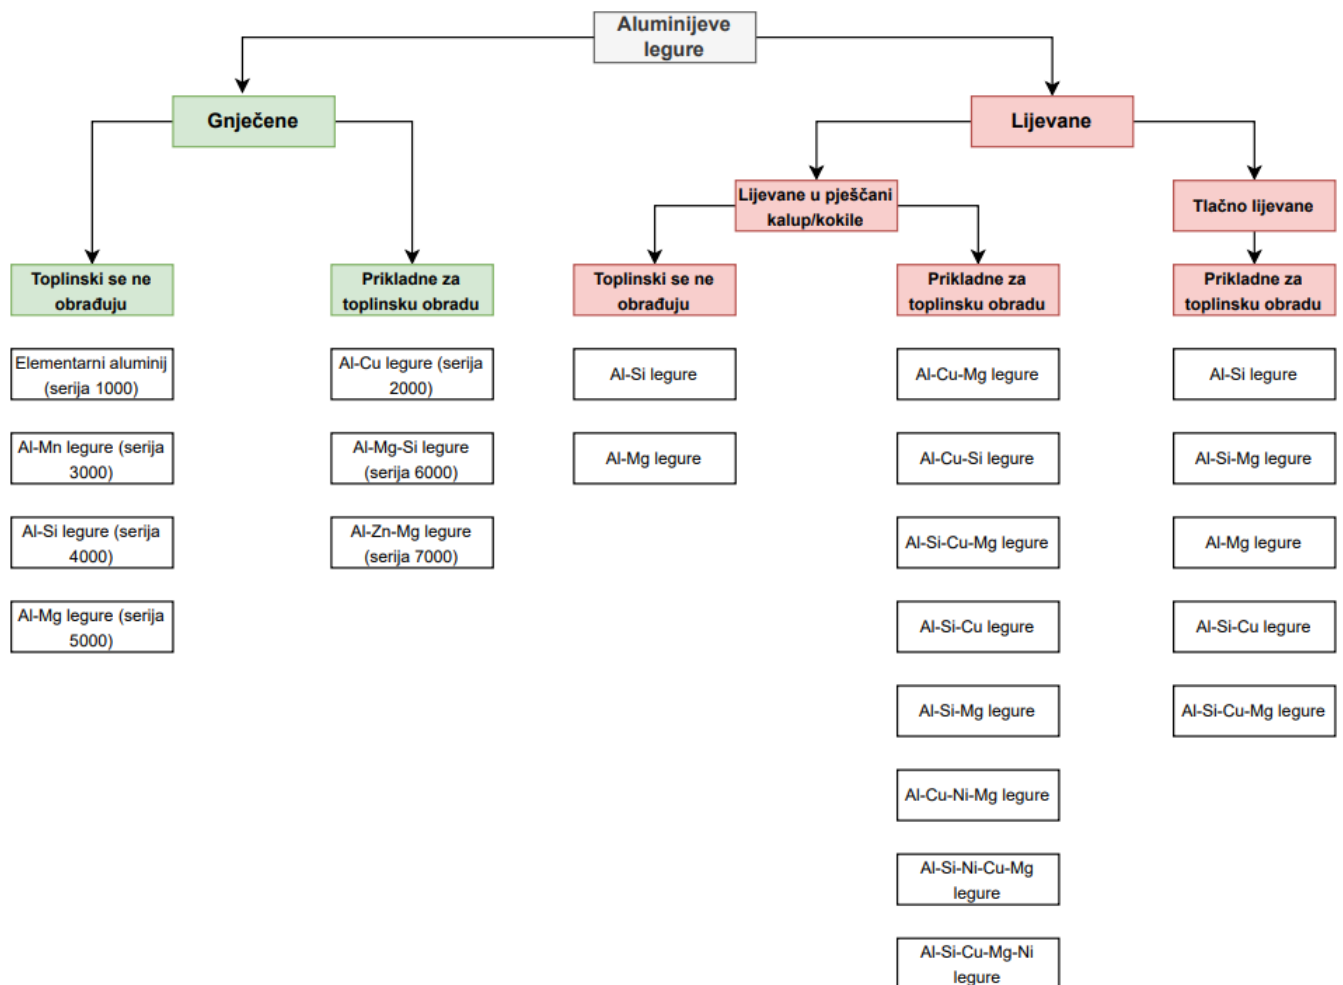 Aluminijeve
legure
Gnječene
Lijevane
Lijevane u pješčani
kalup/kokile
Tlačno lijevane
Toplinski se ne
obrađuju
Prikladne za
toplinsku obradu
Toplinski se ne
obrađuju
Prikladne za
toplinsku obradu
Prikladne za
toplinsku obradu
Elementarni aluminij
(serija 1000)
Al-Cu legure (serija
2000)
Al-Si legure
Al-Cu-Mg legure
Al-Si legure
Al-Mn legure (serija
3000)
Al-Mg-Si legure
(serija 6000)
Al-Mg legure
Al-Cu-Si legure
Al-Si-Mg legure
Al-Si legure (serija
4000)
Al-Zn-Mg legure
(serija 7000)
Al-Si-Cu-Mg legure
Al-Mg legure
Al-Mg legure (serija
5000)
Al-Si-Cu legure
Al-Si-Cu legure
Al-Si-Mg legure
Al-Si-Cu-Mg legure
Al-Cu-Ni-Mg legure
Al-Si-Ni-Cu-Mg
legure
Al-Si-Cu-Mg-Ni
legure